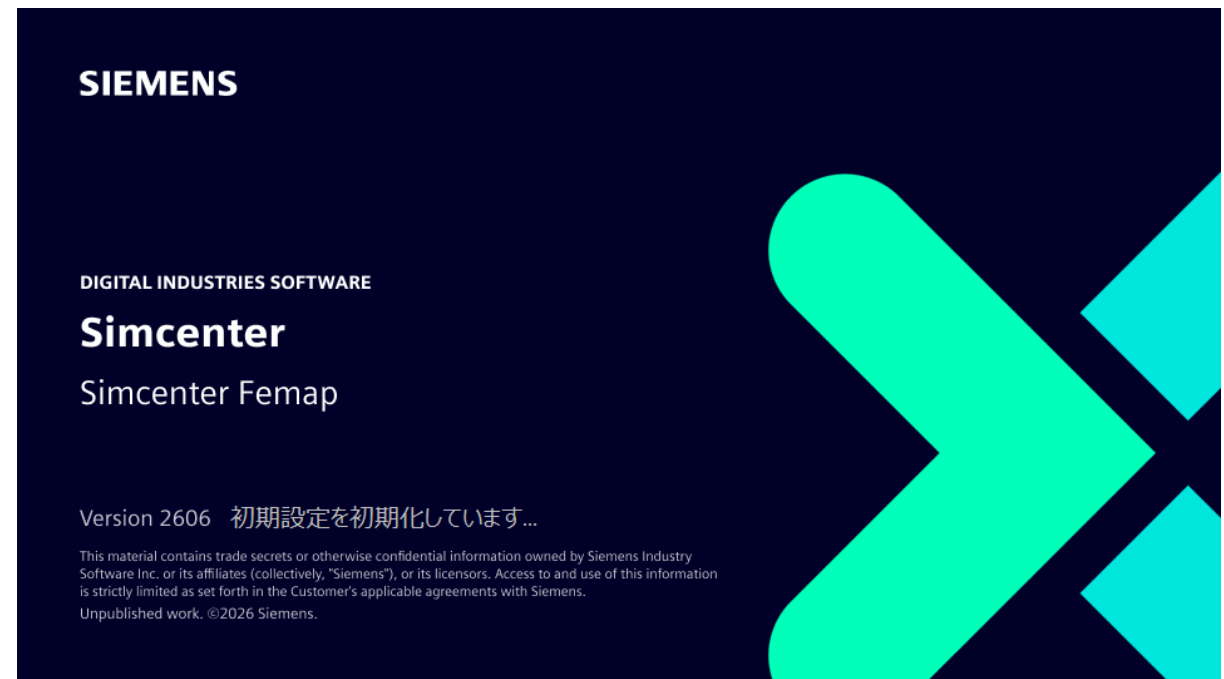 SIEMENS
DIGITAL INDUSTRIES SOFTWARE
Simcenter
Simcenter Femap
Version 2606 初期設定を初期化しています...
This material contains trade secrets or otherwise confidential information owned by Siemens Industry
Software Inc. or its affiliates (collectively, "Siemens"), or its licensors. Access to and use of this information
is strictly limited as set forth in the Customer's applicable agreements with Siemens.
Unpublished work. ©2026 Siemens.